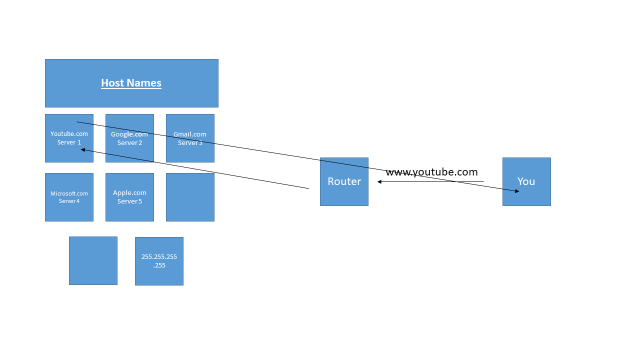 Host Names
Youtube.com
Server 1
Google.com
Server 2
Gmail.com
Server 3
Microsoft.com
Server 4
Apple.com
Server 5
255.255.255
.255
Router
www.youtube.com
You